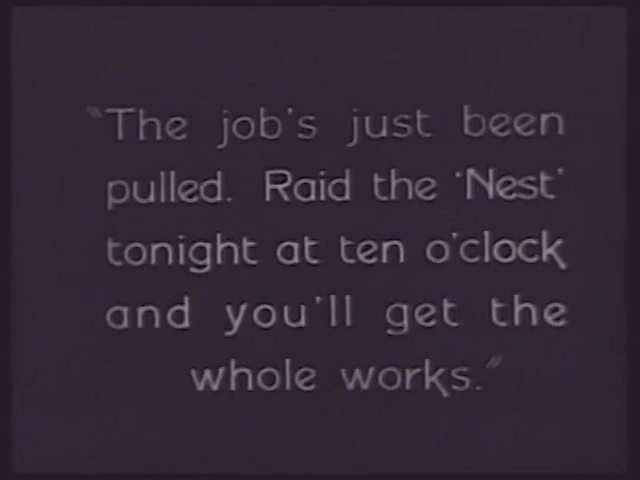 "The job's just been
pulled. Raid the 'Nest'
tonight at ten o'clock
and you'll get the
whole works."